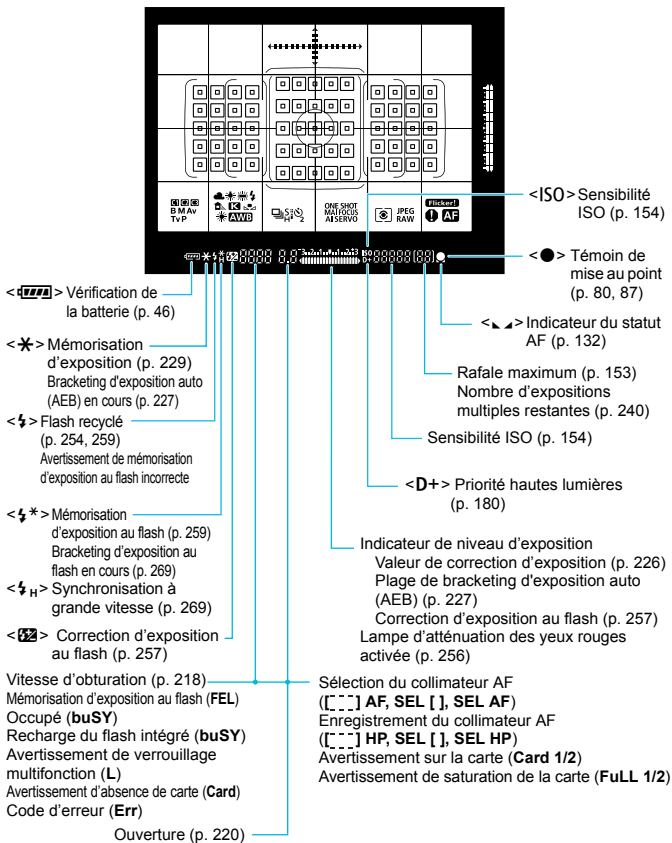 B M Av
Tv P
K
AWB
S
H
2
ONE SHOT
MAI FOCUS
AI SERVO
JPEG
RAW
Flicker!
AF
ISO
D+
<ISO> Sensibilité
ISO (p. 154)
<●> Témoin de
mise au point
(p. 80, 87)
Indicateur du statut
AF (p. 132)
Rafale maximum (p. 153)
Nombre d’expositions
multiples restantes (p. 240)
Sensibilité ISO (p. 154)
<D+> Priorité hautes lumières
(p. 180)
Indicateur de niveau d’exposition
Valeur de correction d’exposition (p. 226)
Plage de bracketing d'exposition auto
(AEB) (p. 227)
Correction d’exposition au flash (p. 257)
Lampe d’atténuation des yeux rouges
activée (p. 256)
Vérification de
la batterie (p. 46)
<✱> Mémorisation
d’exposition (p. 229)
Bracketing d'exposition auto
(AEB) en cours (p. 227)
Flash recyclé
(p. 254, 259)
Avertissement de mémorisation
d’exposition au flash incorrecte
Mémorisation
d’exposition au flash (p. 259)
Bracketing d’exposition au
flash en cours (p. 269)
<H> Synchronisation à
grande vitesse (p. 269)
Correction d’exposition
au flash (p. 257)
Vitesse d’obturation (p. 218)
Mémorisation d’exposition au flash (FEL)
Occupé (buSY)
Recharge du flash intégré (buSY)
Avertissement de verrouillage
multifonction (L)
Avertissement d’absence de carte (Card)
Code d’erreur (Err)
Ouverture (p. 220)
Sélection du collimateur AF
([ ] AF, SEL [ ], SEL AF)
Enregistrement du collimateur AF
([ ] HP, SEL [ ], SEL HP)
Avertissement sur la carte (Card 1/2)
Avertissement de saturation de la carte (FuLL 1/2)